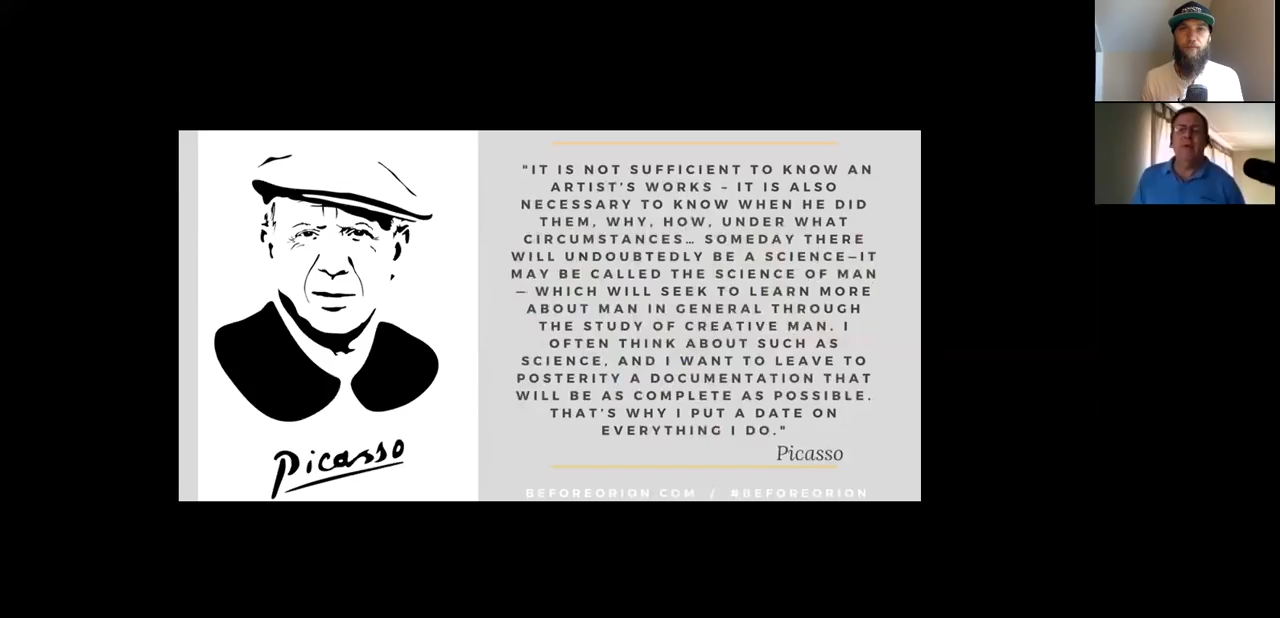 "IT IS NOT SUFFICIENT TO KNOW AN
ARTIST'S WORKS – IT IS ALSO
NECESSARY TO KNOW WHEN HE DID
THEM, WHY, HOW, UNDER WHAT
CIRCUMSTANCES... SOMEDAY THERE
WILL UNDOUBTEDLY BE A SCIENCE—IT
MAY BE CALLED THE SCIENCE OF MAN
— WHICH WILL SEEK TO LEARN MORE
ABOUT MAN IN GENERAL THROUGH
THE STUDY OF CREATIVE MAN. I
OFTEN THINK ABOUT SUCH AS
SCIENCE, AND I WANT TO LEAVE TO
POSTERITY A DOCUMENTATION THAT
WILL BE AS COMPLETE AS POSSIBLE.
THAT'S WHY I PUT A DATE ON
EVERYTHING I DO."
Picasso
Picasso
BEFOREORION.COM / #BEFOREORION